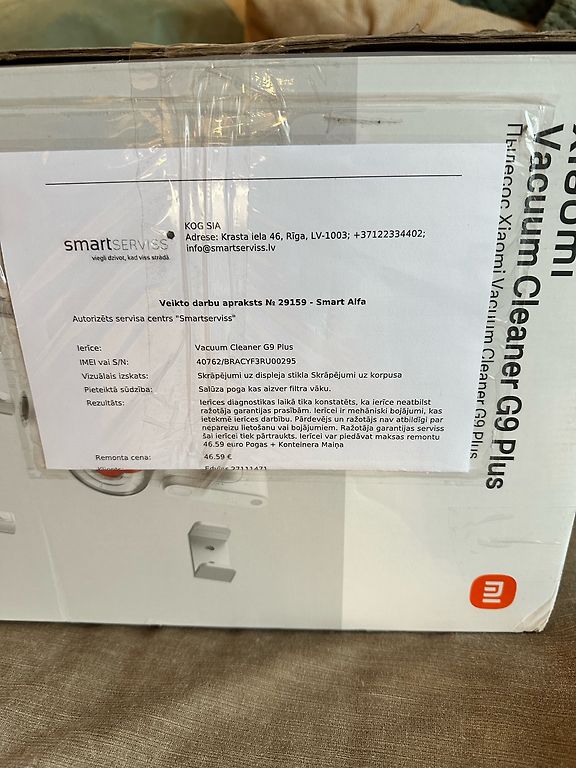 smartserviss
viegli dzīvot, kad viss strādā.
KOG SIA
Adrese: Krasta iela 46, Rīga, LV-1003; +37122334402;
info@smartserviss.lv
Veikto darbu apraksts № 29159 - Smart Alfa
Autorizēts servisa centrs "Smartserviss"
Ierīce: Vacuum Cleaner G9 Plus
IMEI vai S/N: 40762/BRACYF3RU00295
Vizuālais izskats: Skrāpējumi uz displeja stikla Skrāpējumi uz korpusa
Pieteiktā sūdzība: Salūza poga kas aizver filtra vāku.
Rezultāts: Ierīces diagnostikas laikā tika konstatēts, ka ierīce neatbilst
ražotāja garantijas prasībām. Ierīcei ir mehāniski bojājumi, kas
ietekmē ierīces darbību. Pārdevējs un ražotājs nav atbildīgi par
nepareizu lietošanu vai bojājumiem. Ražotāja garantijas serviss
šai ierīcei tiek pārtraukts. Ierīcei var piedāvāt maksas remontu
46.59 euro Pogas + Konteinera Maiņa
Remonta cena: 46.59 €
Klients: Edvīns 27111471
Xiaomi
Vacuum Cleaner G9 Plus
Пылесос Xiaomi Vacuum Cleaner G9 Plus